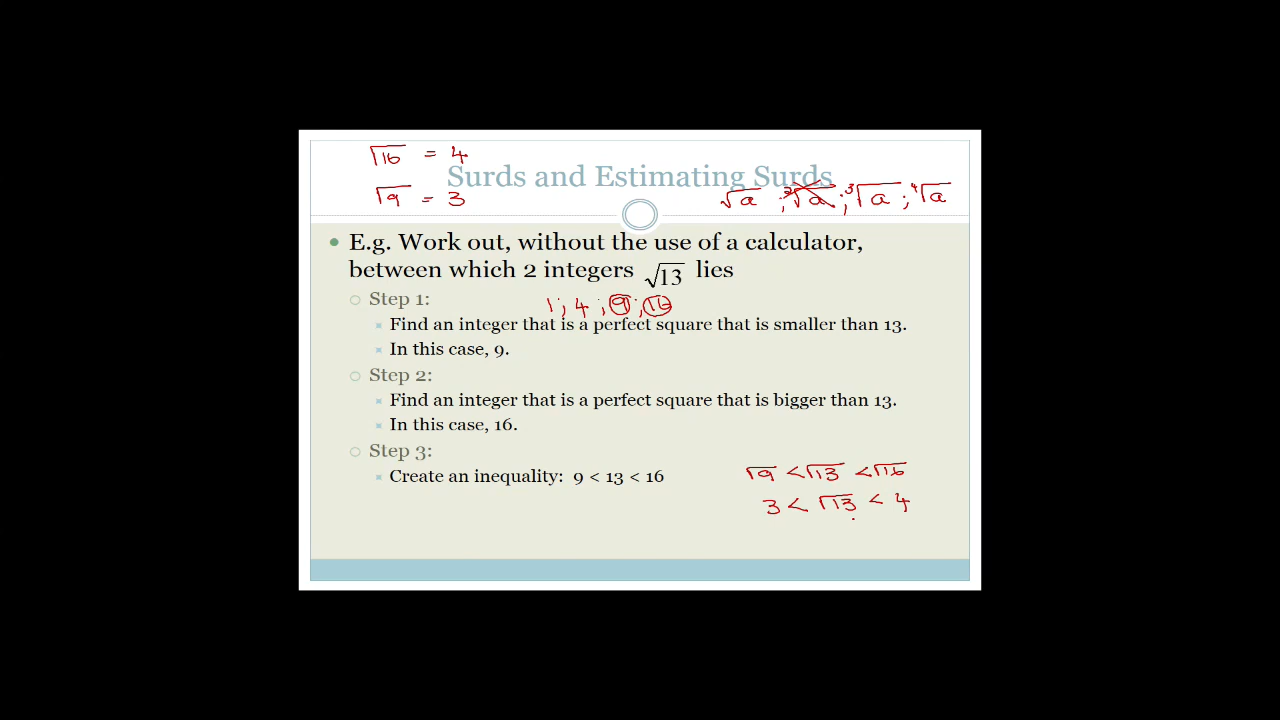 √16 = 4
Surds and Estimating Surds
√9 = 3
√a ; ²√a ; ³√a ; ⁴√a
E.g. Work out, without the use of a calculator,
between which 2 integers √13 lies
Step 1:
1 ; 4 ; 9 ; 16
Find an integer that is a perfect square that is smaller than 13.
In this case, 9.
Step 2:
Find an integer that is a perfect square that is bigger than 13.
In this case, 16.
Step 3:
Create an inequality: 9 < 13 < 16
√9 < √13 < √16
3 < √13 < 4